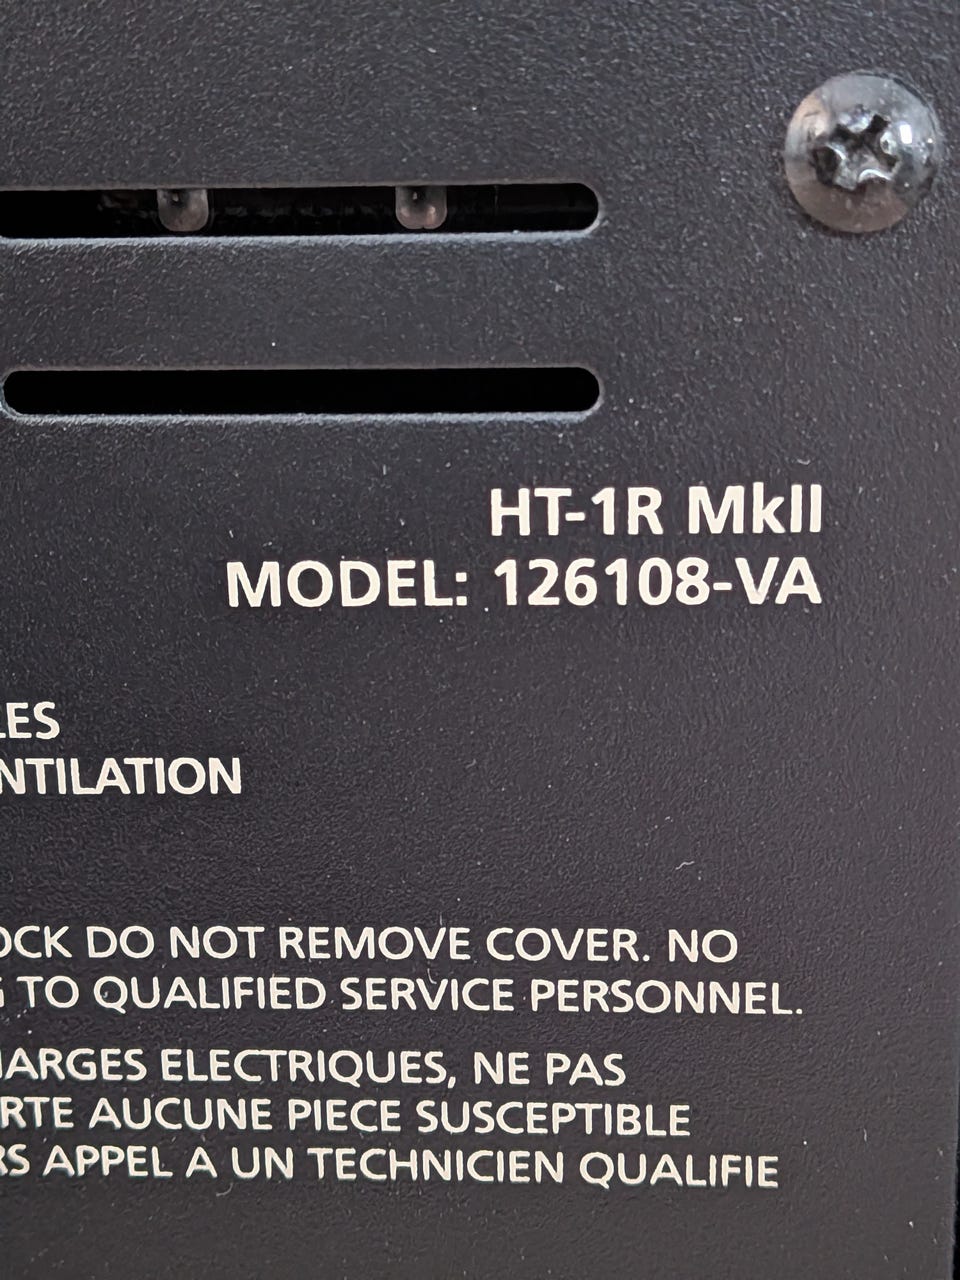 HT-1R MkII
MODEL: 126108-VA
LES
NTILATION
OCK DO NOT REMOVE COVER. NO
TO QUALIFIED SERVICE PERSONNEL.
HARGES ELECTRIQUES, NE PAS
RTE AUCUNE PIECE SUSCEPTIBLE
RS APPEL A UN TECHNICIEN QUALIFIE